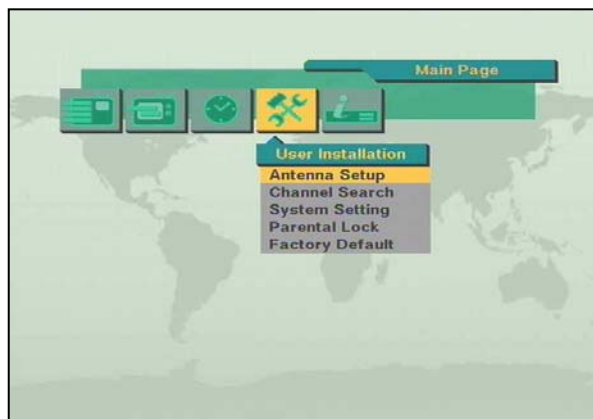 Main Page
User Installation
Antenna Setup
Channel Search
System Setting
Parental Lock
Factory Default